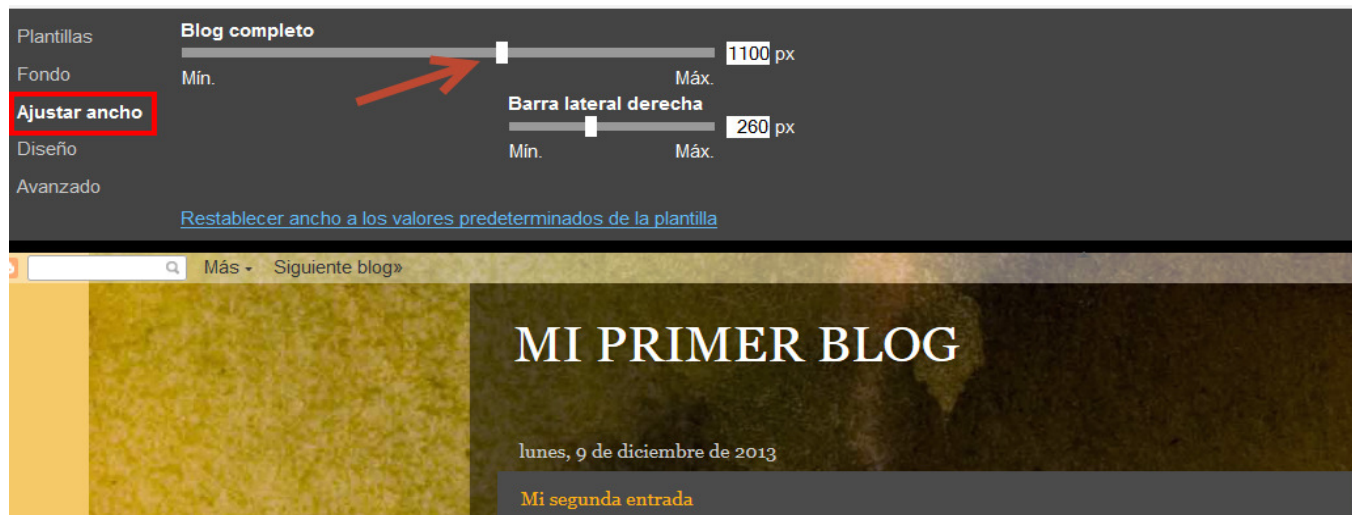 Plantillas
Fondo
Ajustar ancho
Diseño
Avanzado
Blog completo
1100 px
Mín. Máx.
Barra lateral derecha
260 px
Mín. Máx.
Restablecer ancho a los valores predeterminados de la plantilla
Más Siguiente blog»
MI PRIMER BLOG
lunes, 9 de diciembre de 2013
Mi segunda entrada